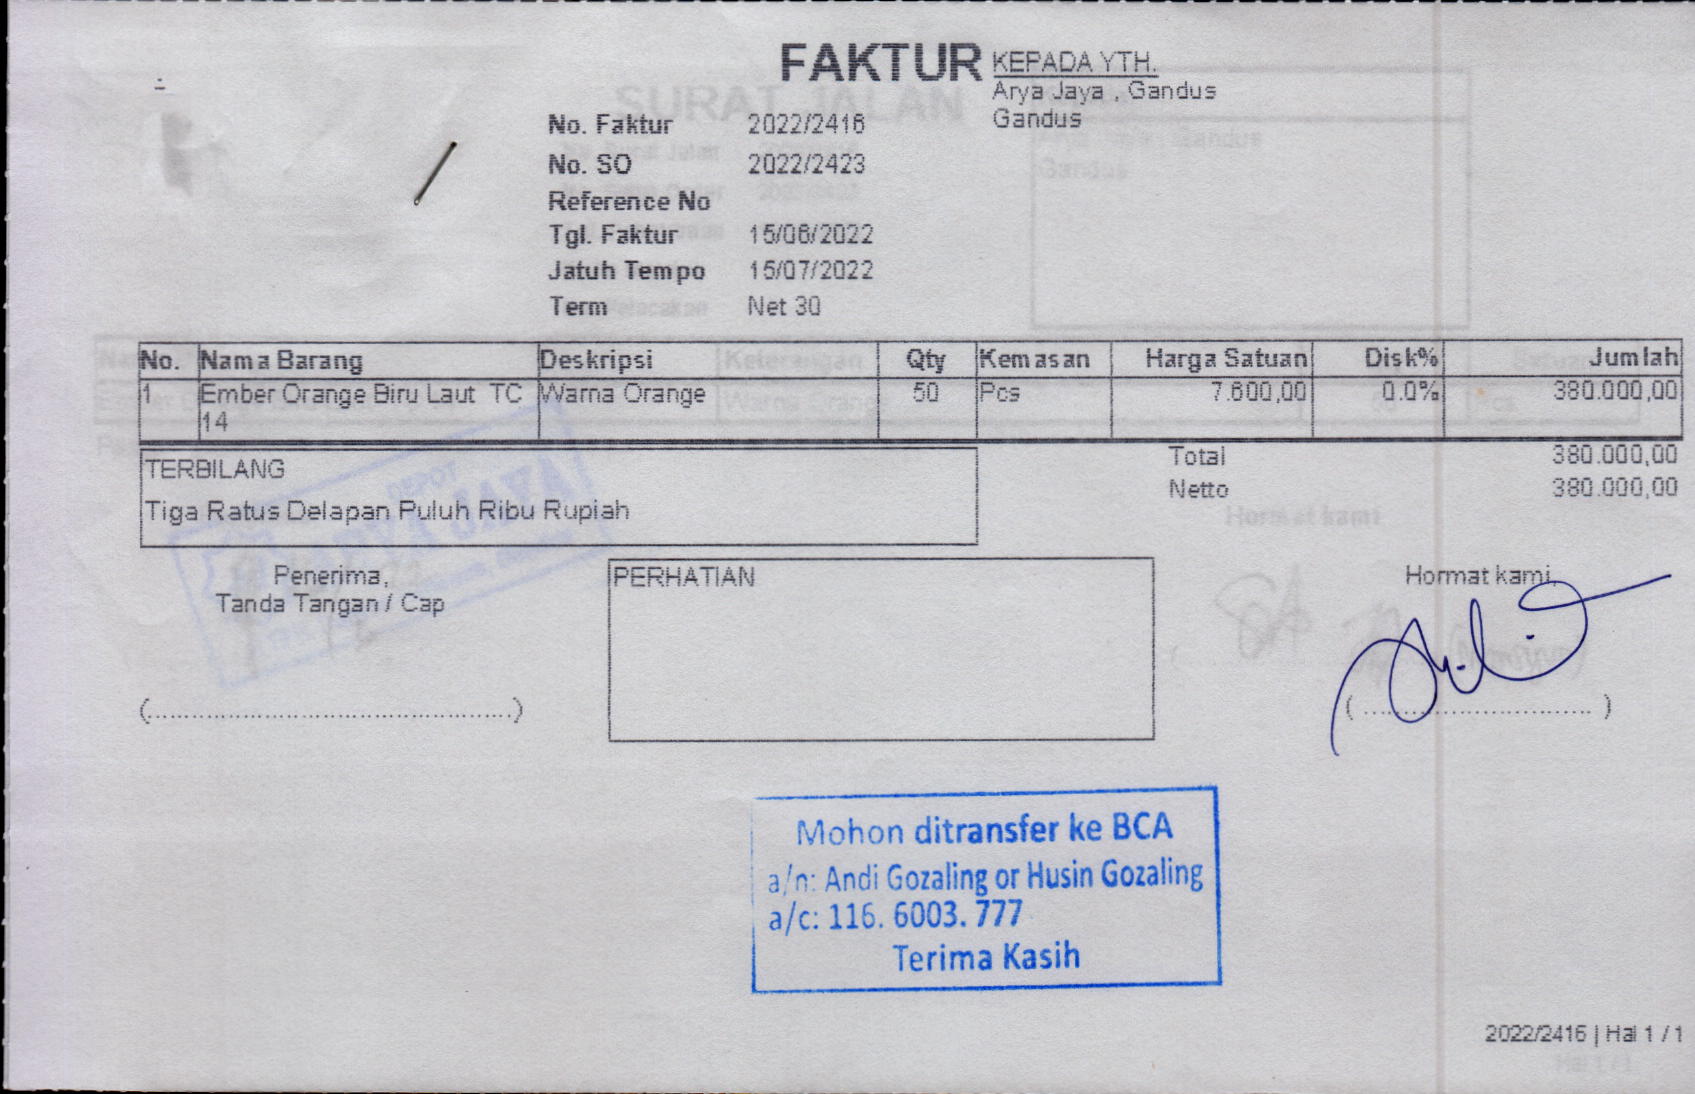 FAKTUR
KEPADA YTH.
Arya Jaya , Gandus
Gandus
No. Faktur 2022/2416
No. SO 2022/2423
Reference No
Tgl. Faktur 15/06/2022
Jatuh Tempo 15/07/2022
Term Net 30
No. Nama Barang Deskripsi Qty Kemasan Harga Satuan Disk% Jumlah
1 Ember Orange Biru Laut TC 14 Warna Orange 50 Pcs 7.600,00 0.0% 380.000,00
Total 380.000,00
Netto 380.000,00
TERBILANG
Tiga Ratus Delapan Puluh Ribu Rupiah
Penerima,
Tanda Tangan / Cap
(..............................................)
PERHATIAN
Hormat kami,
( ............................. )
Mohon ditransfer ke BCA
a/n: Andi Gozaling or Husin Gozaling
a/c: 116. 6003. 777
Terima Kasih
2022/2416 | Hal 1 / 1